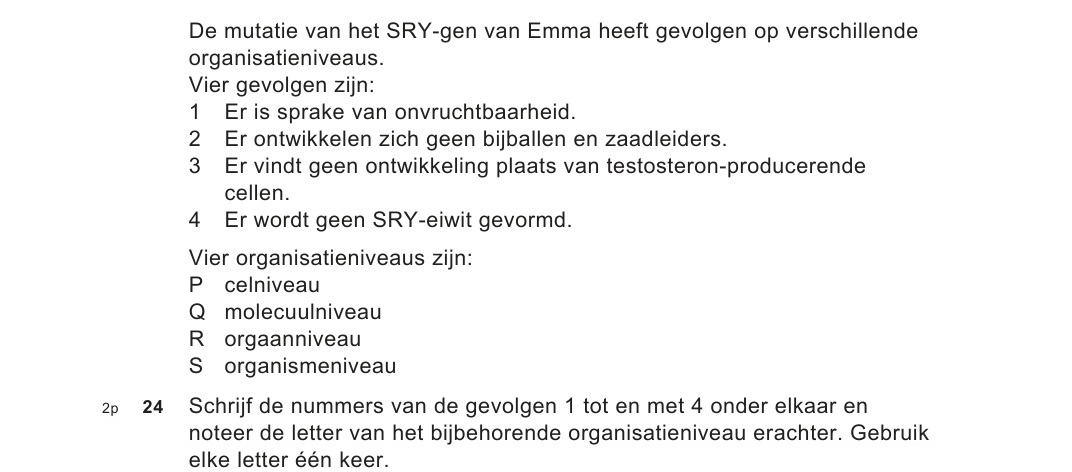 De mutatie van het SRY-gen van Emma heeft gevolgen op verschillende
organisatieniveaus.
Vier gevolgen zijn:
1 Er is sprake van onvruchtbaarheid.
2 Er ontwikkelen zich geen bijballen en zaadleiders.
3 Er vindt geen ontwikkeling plaats van testosteron-producerende
cellen.
4 Er wordt geen SRY-eiwit gevormd.
Vier organisatieniveaus zijn:
P celniveau
Q molecuulniveau
R orgaanniveau
S organismeniveau
2p 24 Schrijf de nummers van de gevolgen 1 tot en met 4 onder elkaar en
noteer de letter van het bijbehorende organisatieniveau erachter. Gebruik
elke letter één keer.